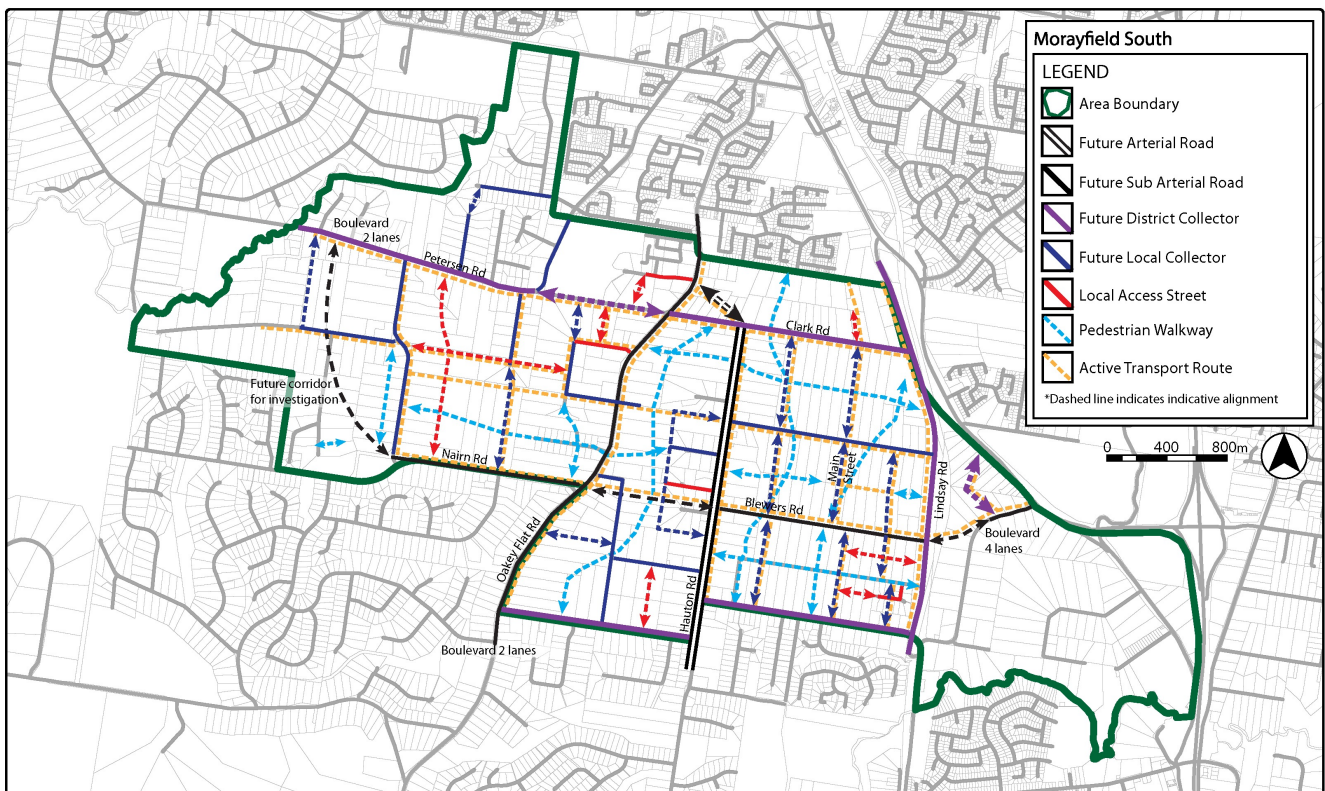 Morayfield South
LEGEND
Area Boundary
Future Arterial Road
Future Sub Arterial Road
Future District Collector
Future Local Collector
Local Access Street
Pedestrian Walkway
Active Transport Route
*Dashed line indicates indicative alignment
0 400 800m
Boulevard
2 lanes
Petersen Rd
Clark Rd
Future corridor
for investigation
Nairn Rd
Main
Street
Lindsay Rd
Blewers Rd
Oakey Flat Rd
Boulevard
4 lanes
Hauton Rd
Boulevard 2 lanes